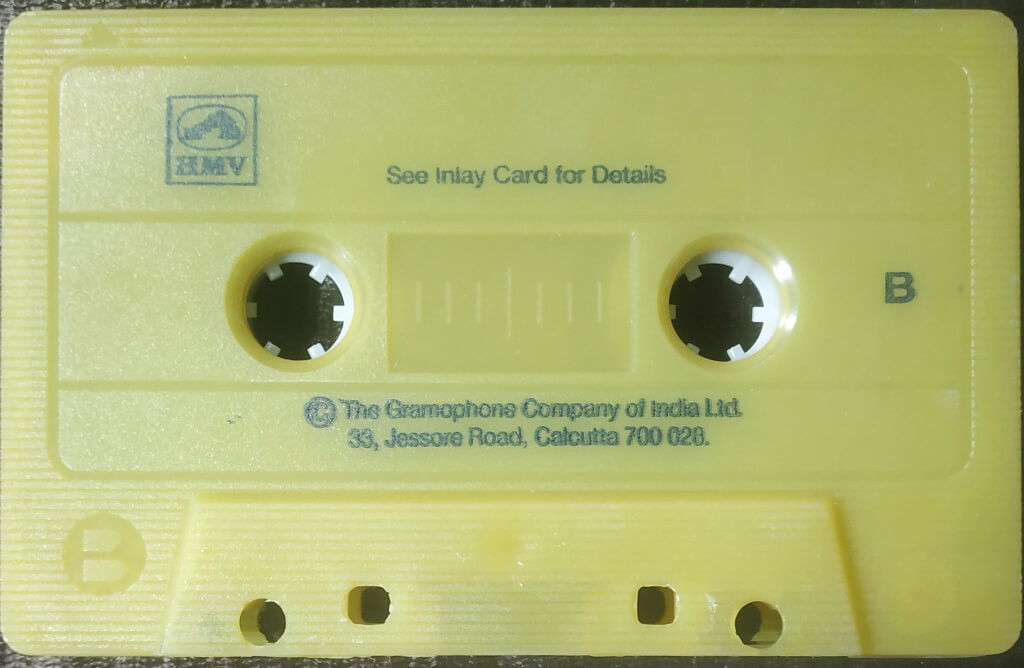 HMV
See Inlay Card for Details
B
© The Gramophone Company of India Ltd.
33, Jessore Road, Calcutta 700 028.
B